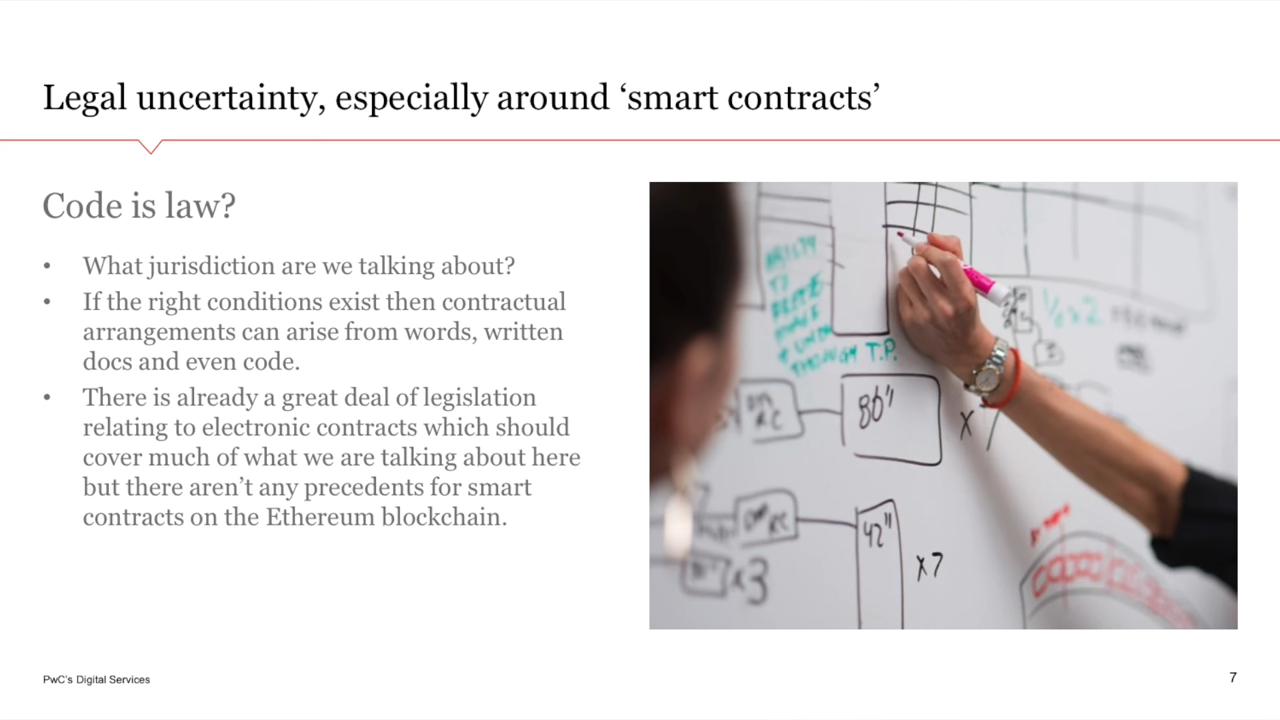 Legal uncertainty, especially around ‘smart contracts’
Code is law?
• What jurisdiction are we talking about?
• If the right conditions exist then contractual
arrangements can arise from words, written
docs and even code.
• There is already a great deal of legislation
relating to electronic contracts which should
cover much of what we are talking about here
but there aren’t any precedents for smart
contracts on the Ethereum blockchain.
TO
THROUGH T.P.
86"
X
42"
x7
x3
PwC’s Digital Services
7